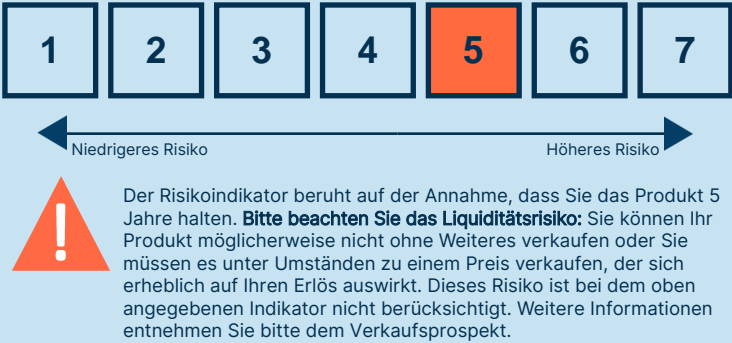 1 2 3 4 5 6 7
Niedrigeres Risiko Höheres Risiko
!
Der Risikoindikator beruht auf der Annahme, dass Sie das Produkt 5
Jahre halten. Bitte beachten Sie das Liquiditätsrisiko: Sie können Ihr
Produkt möglicherweise nicht ohne Weiteres verkaufen oder Sie
müssen es unter Umständen zu einem Preis verkaufen, der sich
erheblich auf Ihren Erlös auswirkt. Dieses Risiko ist bei dem oben
angegebenen Indikator nicht berücksichtigt. Weitere Informationen
entnehmen Sie bitte dem Verkaufsprospekt.